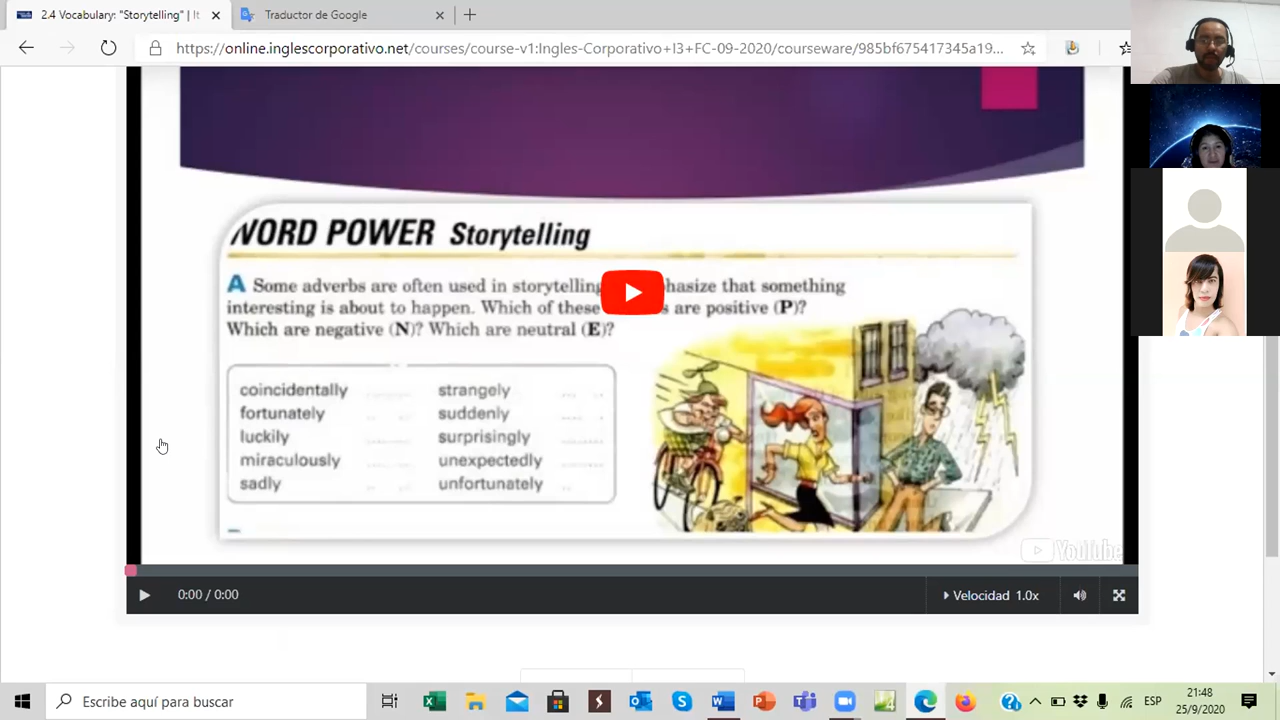 2.4 Vocabulary: "Storytelling" | It
Traductor de Google
https://online.inglescorporativo.net/courses/course-v1:Ingles-Corporativo+I3+FC-09-2020/courseware/985bf675417345a19...
WORD POWER Storytelling
A Some adverbs are often used in storytelling hasize that something
interesting is about to happen. Which of these s are positive (P)?
Which are negative (N)? Which are neutral (E)?
coincidentally strangely
fortunately suddenly
luckily surprisingly
miraculously unexpectedly
sadly unfortunately
YouTube
0:00 / 0:00
Velocidad 1.0x
Escribe aquí para buscar
ESP
21:48
25/9/2020